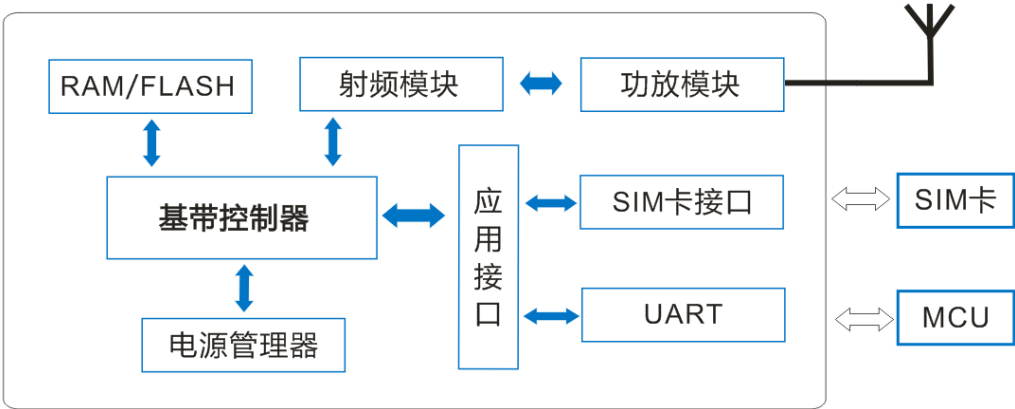 RAM/FLASH
射频模块
功放模块
基带控制器
应用接口
SIM卡接口
SIM卡
UART
MCU
电源管理器